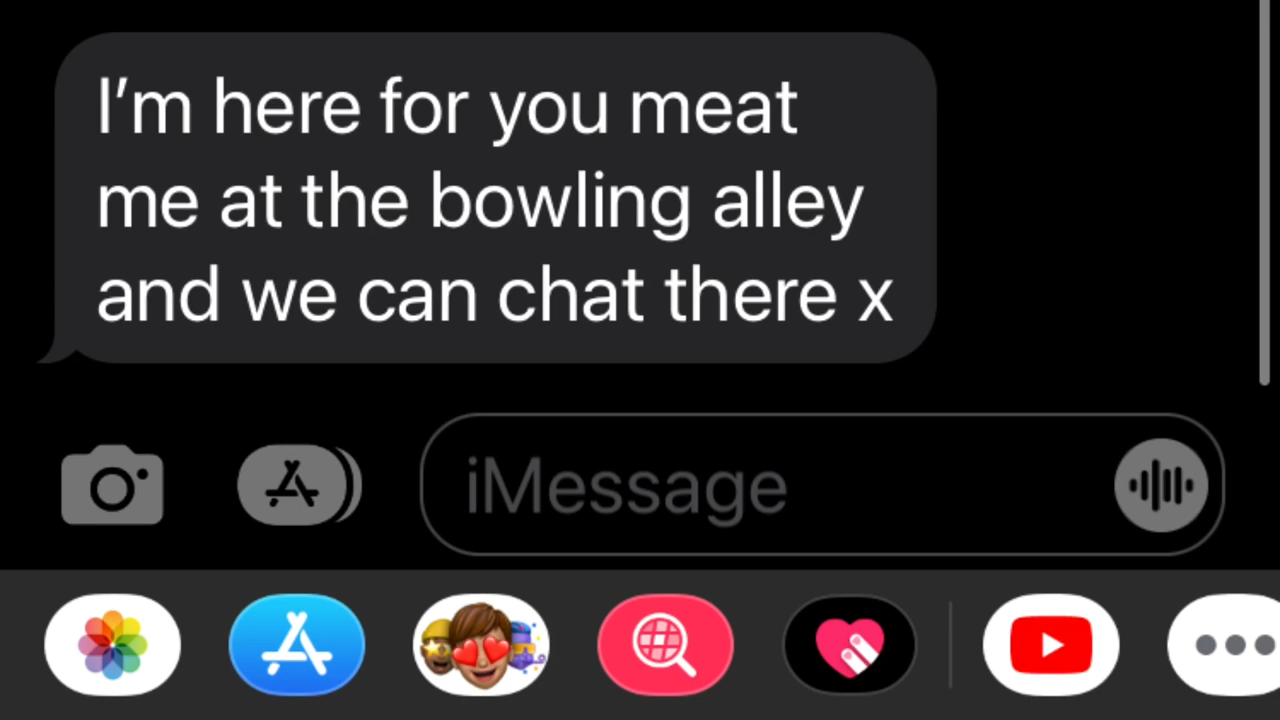 I’m here for you meat
me at the bowling alley
and we can chat there x
iMessage